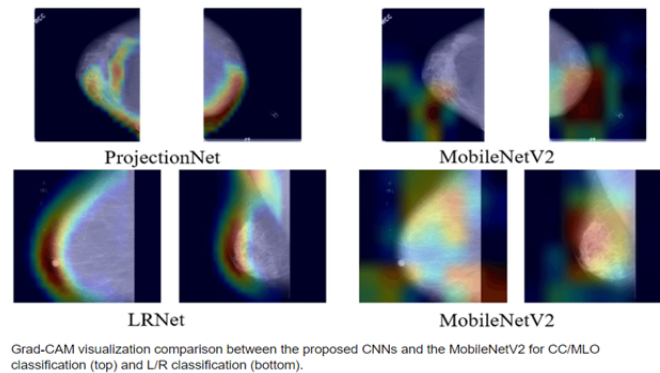 ProjectionNet
MobileNetV2
LRNet
MobileNetV2
Grad-CAM visualization comparison between the proposed CNNs and the MobileNetV2 for CC/MLO
classification (top) and L/R classification (bottom).